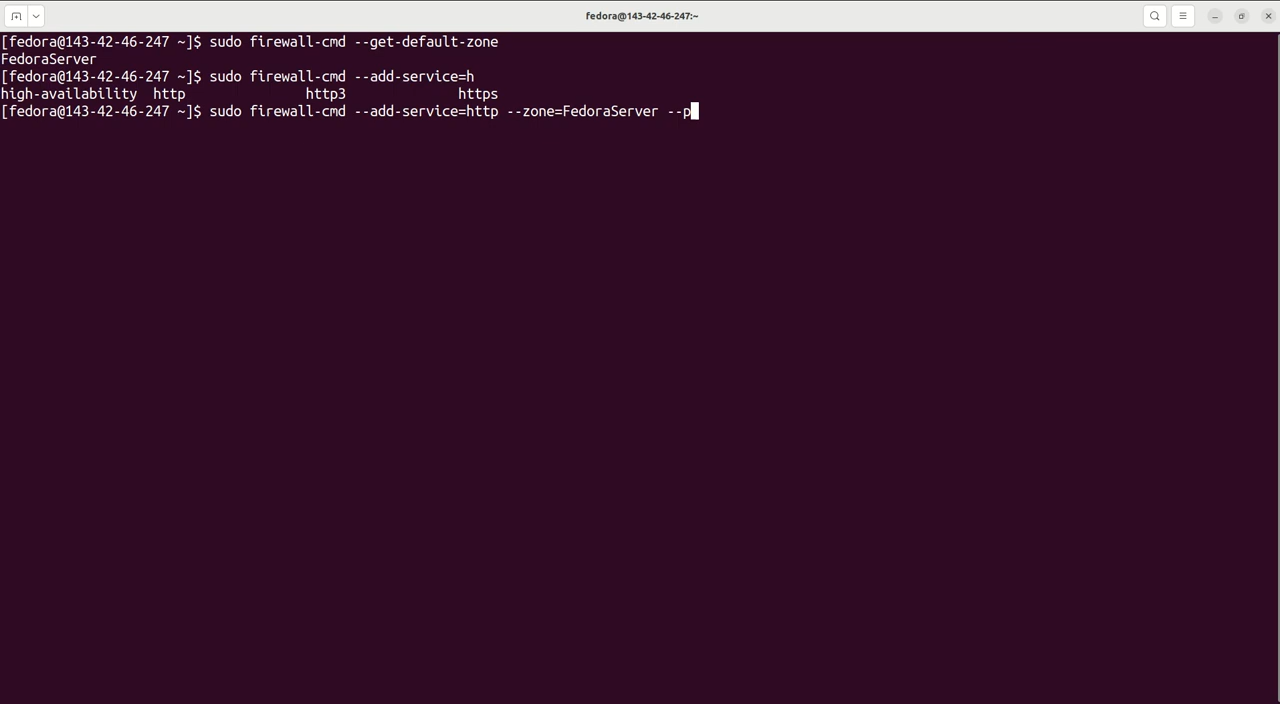 fedora@143-42-46-247:~
[fedora@143-42-46-247 ~]$ sudo firewall-cmd --get-default-zone
FedoraServer
[fedora@143-42-46-247 ~]$ sudo firewall-cmd --add-service=h
high-availability  http               http3              https
[fedora@143-42-46-247 ~]$ sudo firewall-cmd --add-service=http --zone=FedoraServer --p